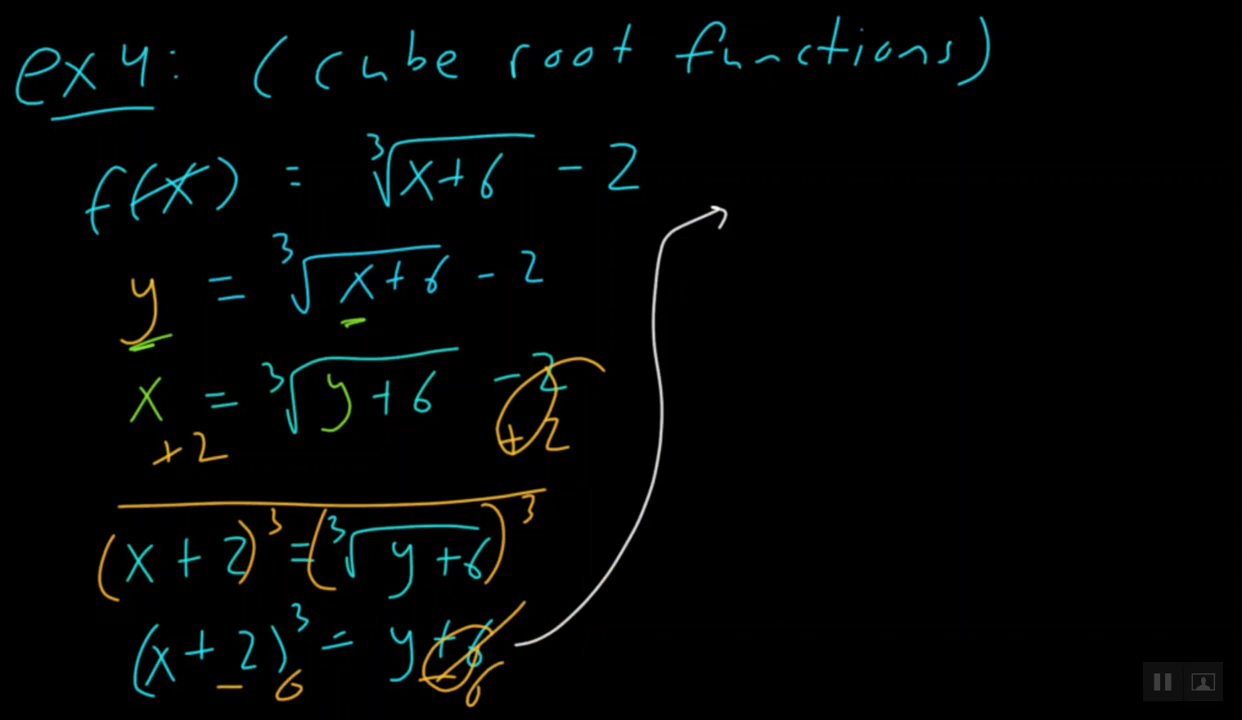 ex 4: (cube root functions)
f(x) = ∛x+6 - 2
y = ∛x+6 - 2
x = ∛y+6 - 2
+2 +2
(x+2)³ = (∛y+6)³
(x+2)³ = y+6
- 6 - 6